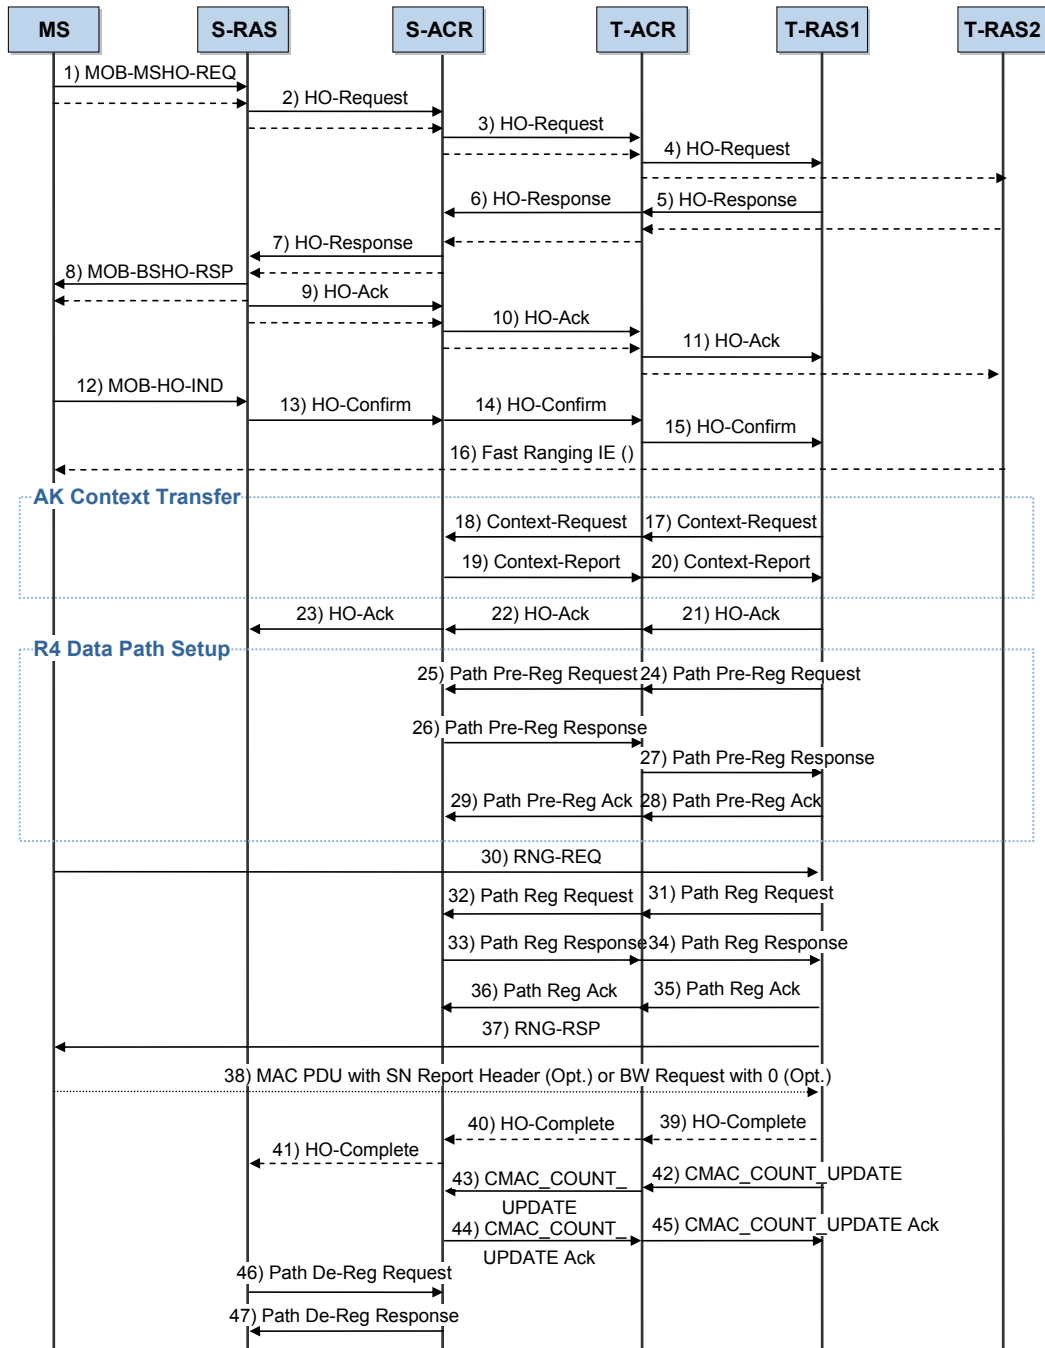 MS S-RAS S-ACR T-ACR T-RAS1 T-RAS2
1) MOB-MSHO-REQ
2) HO-Request
3) HO-Request
4) HO-Request
6) HO-Response 5) HO-Response
7) HO-Response
8) MOB-BSHO-RSP
9) HO-Ack
10) HO-Ack
11) HO-Ack
12) MOB-HO-IND
13) HO-Confirm 14) HO-Confirm
15) HO-Confirm
16) Fast Ranging IE ()
AK Context Transfer
18) Context-Request 17) Context-Request
19) Context-Report 20) Context-Report
23) HO-Ack 22) HO-Ack 21) HO-Ack
R4 Data Path Setup
25) Path Pre-Reg Request 24) Path Pre-Reg Request
26) Path Pre-Reg Response
27) Path Pre-Reg Response
29) Path Pre-Reg Ack 28) Path Pre-Reg Ack
30) RNG-REQ
32) Path Reg Request 31) Path Reg Request
33) Path Reg Response 34) Path Reg Response
36) Path Reg Ack 35) Path Reg Ack
37) RNG-RSP
38) MAC PDU with SN Report Header (Opt.) or BW Request with 0 (Opt.)
40) HO-Complete 39) HO-Complete
41) HO-Complete
43) CMAC_COUNT_ 42) CMAC_COUNT_UPDATE
UPDATE
44) CMAC_COUNT_ 45) CMAC_COUNT_UPDATE Ack
UPDATE Ack
46) Path De-Reg Request
47) Path De-Reg Response